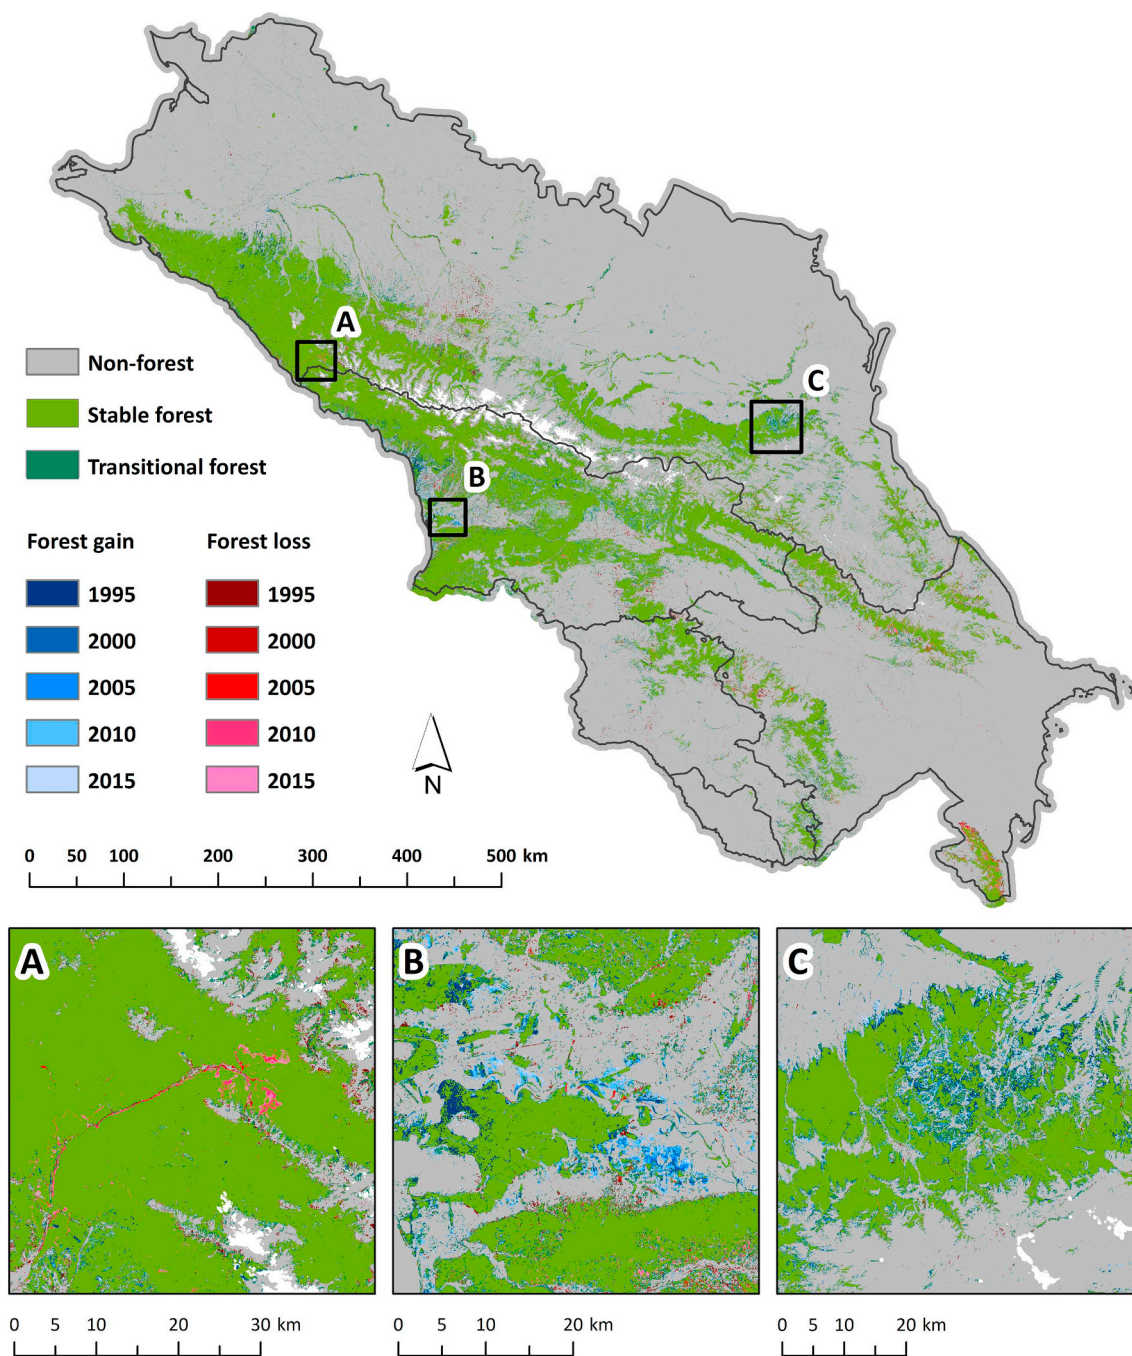 A
C
B
Non-forest
Stable forest
Transitional forest
Forest gain Forest loss
1995 1995
2000 2000
2005 2005
2010 2010
2015 2015
N
0 50 100 200 300 400 500 km
A B C
0 5 10 20 30 km 0 5 10 20 km 0 5 10 20 km